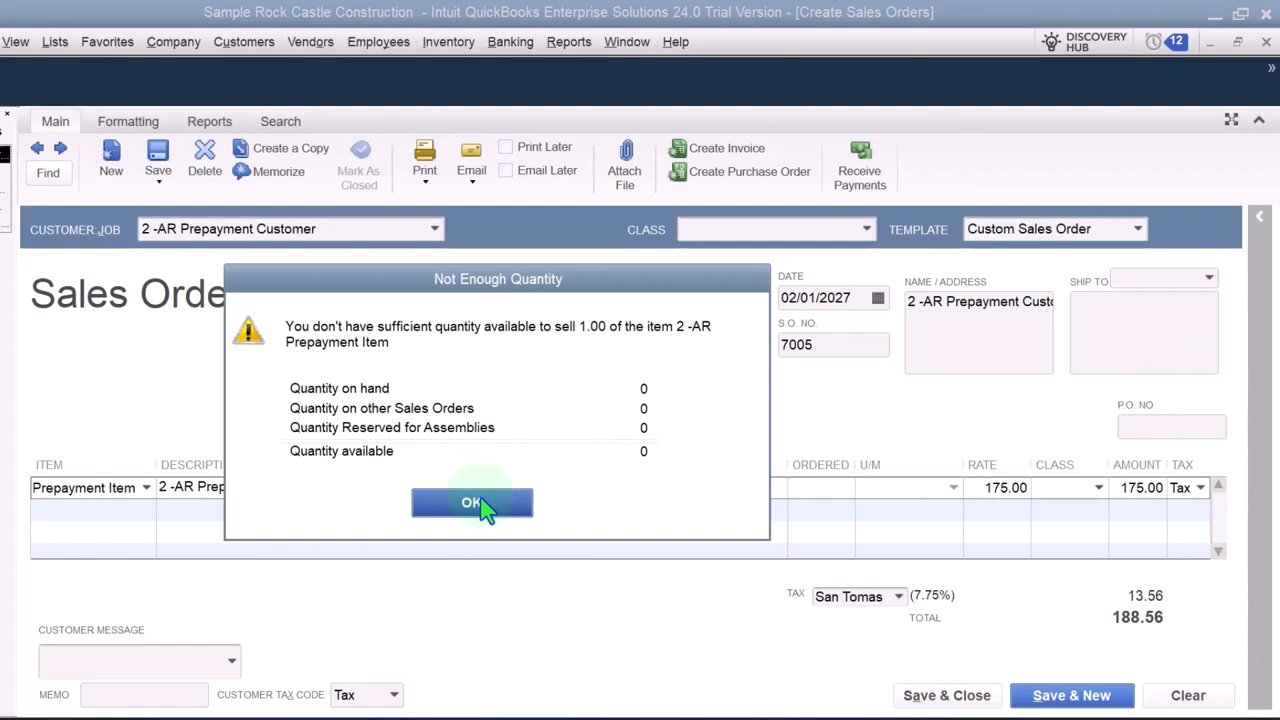 Sample Rock Castle Construction - Intuit QuickBooks Enterprise Solutions 24.0 Trial Version - [Create Sales Orders]
View Lists Favorites Company Customers Vendors Employees Inventory Banking Reports Window Help
DISCOVERY HUB 12
Main Formatting Reports Search
Find New Save Delete Create a Copy Memorize Mark As Closed Print Email Print Later Email Later Attach File Create Invoice Create Purchase Order Receive Payments
CUSTOMER:JOB 2 -AR Prepayment Customer CLASS TEMPLATE Custom Sales Order
Sales Orde
Not Enough Quantity
You don't have sufficient quantity available to sell 1.00 of the item 2 -AR
Prepayment Item
Quantity on hand 0
Quantity on other Sales Orders 0
Quantity Reserved for Assemblies 0
Quantity available 0
OK
DATE
02/01/2027
S.O. NO.
7005
NAME / ADDRESS
2 -AR Prepayment Custo
SHIP TO
P.O. NO.
ITEM DESCRIPTI ORDERED U/M RATE CLASS AMOUNT TAX
Prepayment Item 2 -AR Prep 175.00 175.00 Tax
TAX San Tomas (7.75%) 13.56
TOTAL 188.56
CUSTOMER MESSAGE
MEMO CUSTOMER TAX CODE Tax
Save & Close Save & New Clear